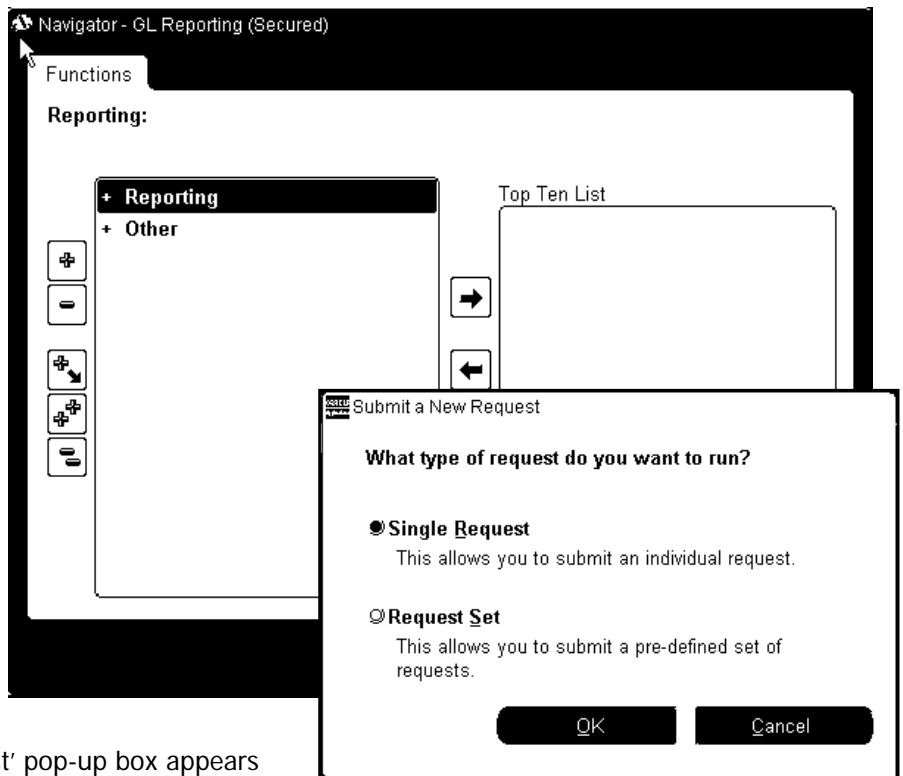 Navigator - GL Reporting (Secured)
Functions
Reporting:
+ Reporting
+ Other
Top Ten List
Submit a New Request
What type of request do you want to run?
Single Request
This allows you to submit an individual request.
Request Set
This allows you to submit a pre-defined set of
requests.
OK
Cancel
t' pop-up box appears